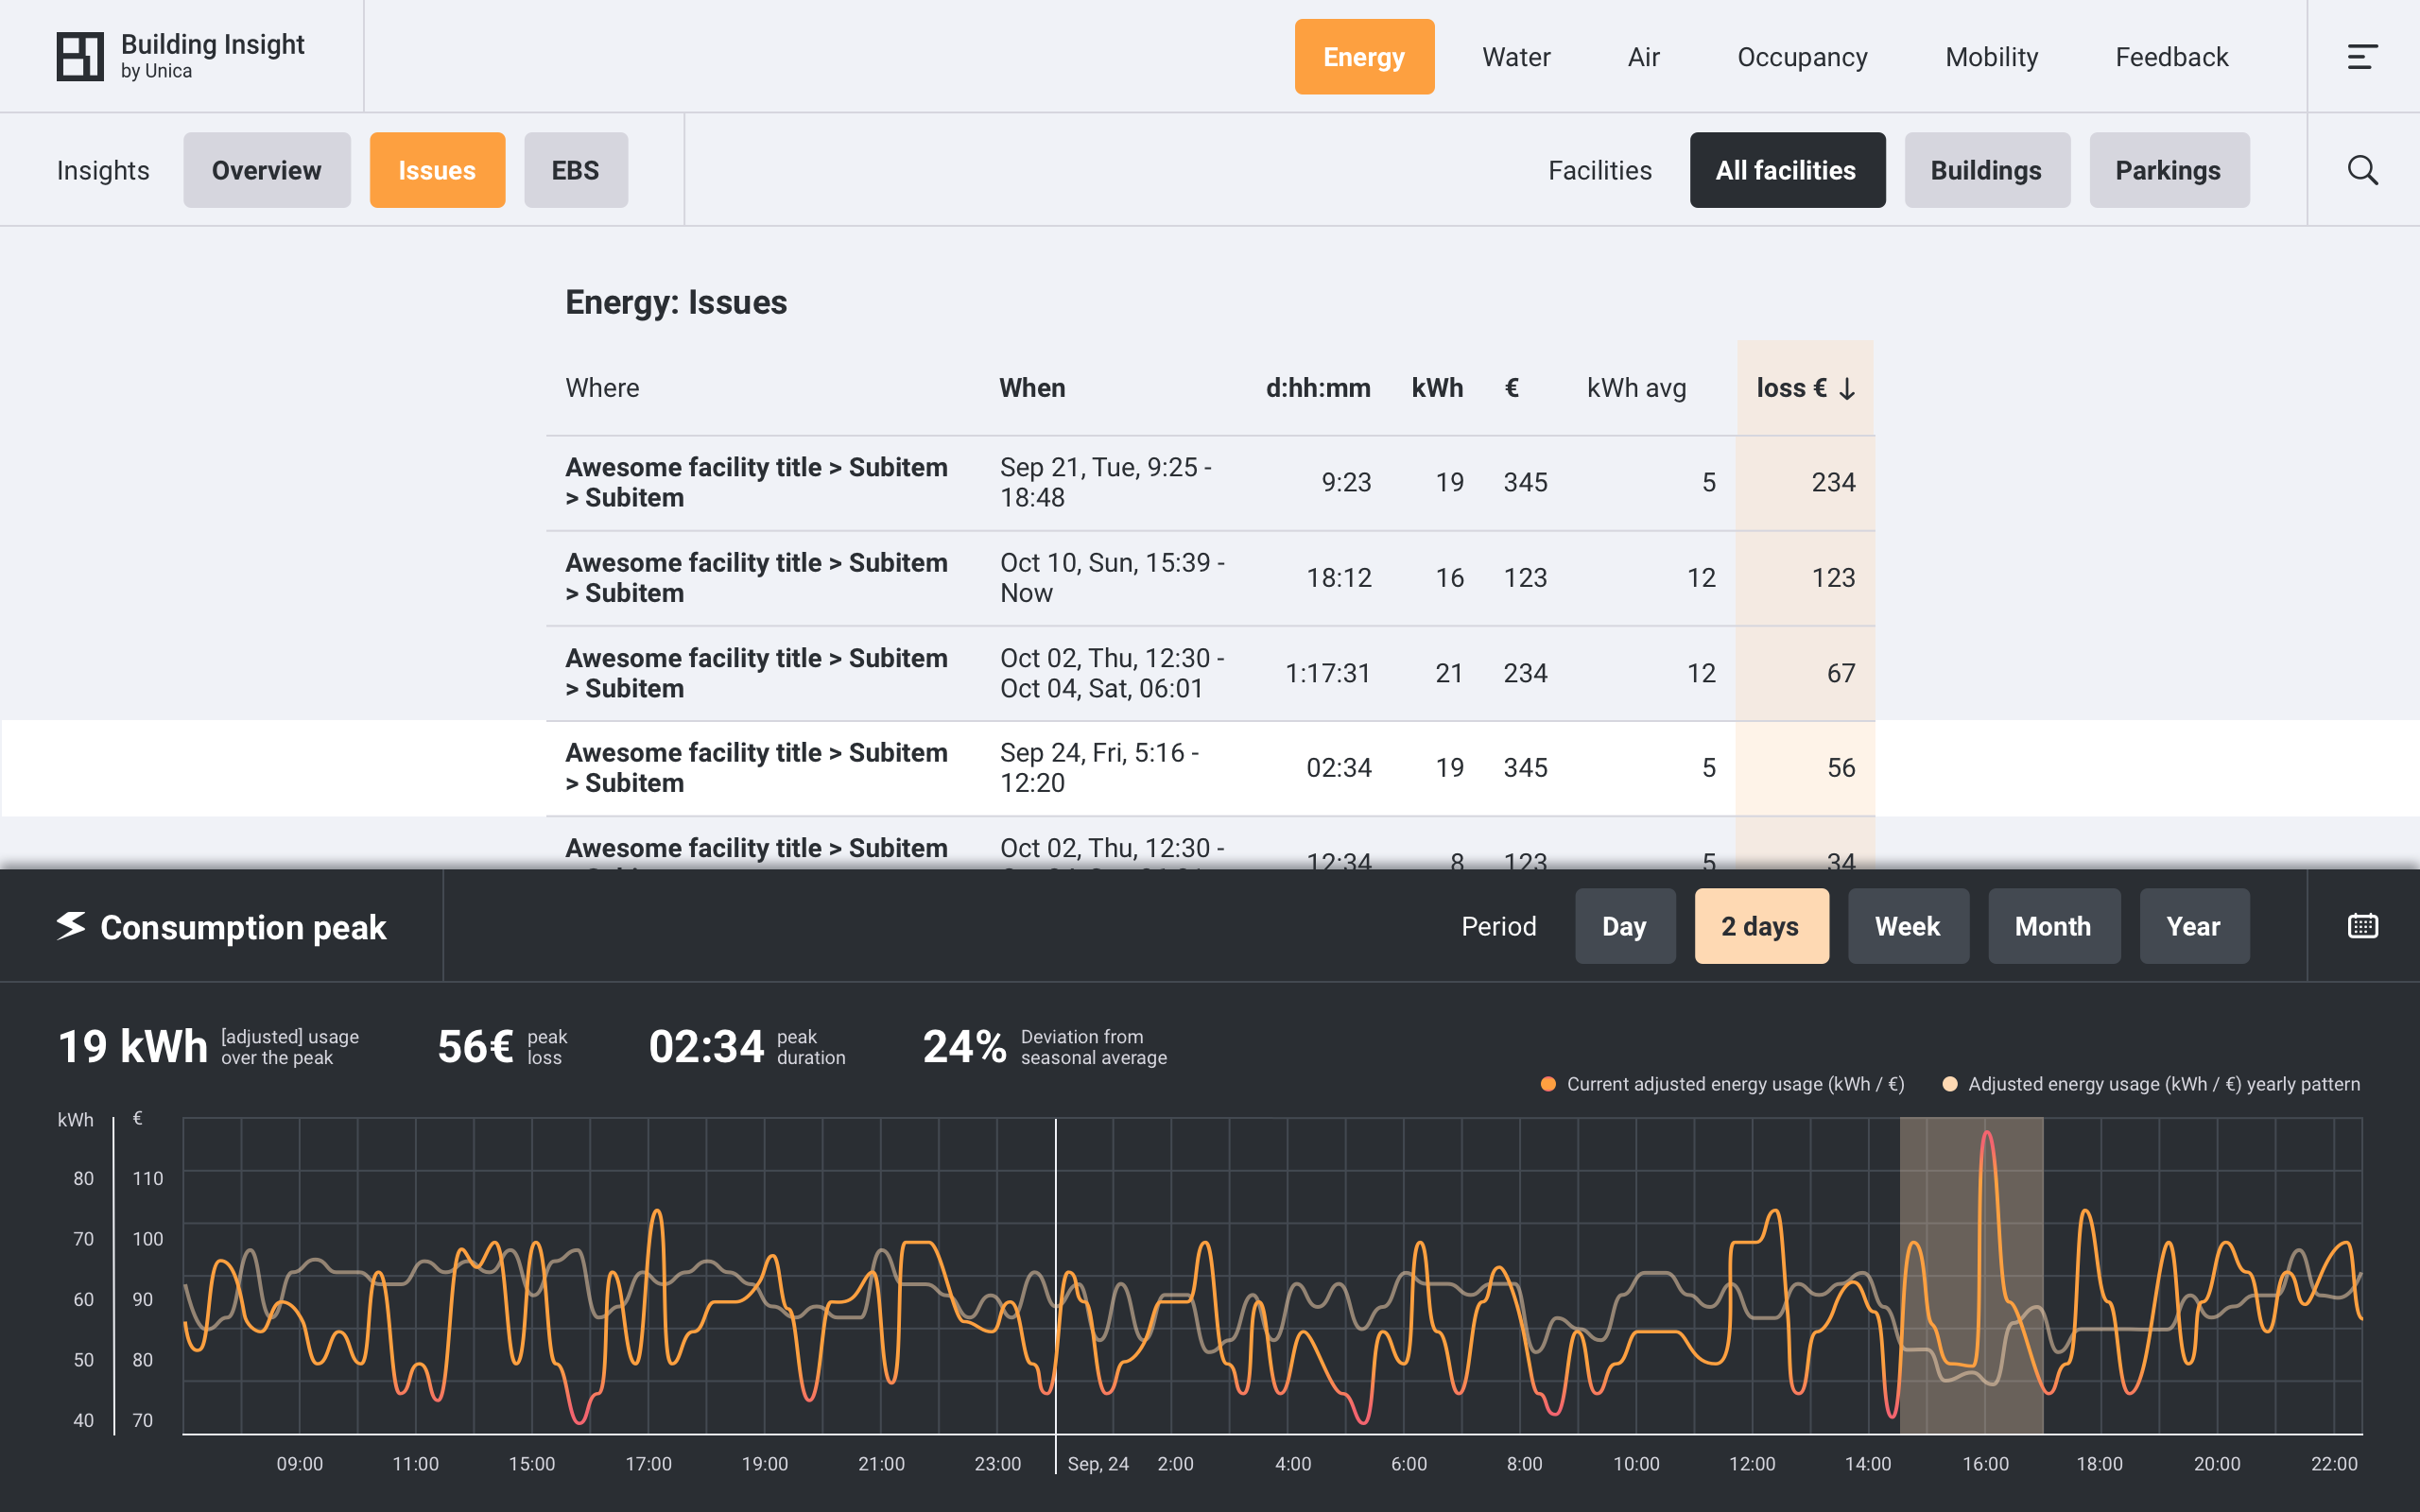 Building Insight
by Unica
Energy
Water
Air
Occupancy
Mobility
Feedback
Insights
Overview
Issues
EBS
Facilities
All facilities
Buildings
Parkings
Energy: Issues
Where When d:hh:mm kWh € kWh avg loss € ↓
Awesome facility title > Subitem
> Subitem
Sep 21, Tue, 9:25 -
18:48
9:23 19 345 5 234
Awesome facility title > Subitem
> Subitem
Oct 10, Sun, 15:39 -
Now
18:12 16 123 12 123
Awesome facility title > Subitem
> Subitem
Oct 02, Thu, 12:30 -
Oct 04, Sat, 06:01
1:17:31 21 234 12 67
Awesome facility title > Subitem
> Subitem
Sep 24, Fri, 5:16 -
12:20
02:34 19 345 5 56
Awesome facility title > Subitem
Oct 02, Thu, 12:30 -
12:34 8 123 5 34
Consumption peak
Period
Day
2 days
Week
Month
Year
19 kWh
[adjusted] usage
over the peak
56€
peak
loss
02:34
peak
duration
24%
Deviation from
seasonal average
Current adjusted energy usage (kWh / €)
Adjusted energy usage (kWh / €) yearly pattern
kWh €
80 110
70 100
60 90
50 80
40 70
09:00 11:00 15:00 17:00 19:00 21:00 23:00 Sep, 24 2:00 4:00 6:00 8:00 10:00 12:00 14:00 16:00 18:00 20:00 22:00